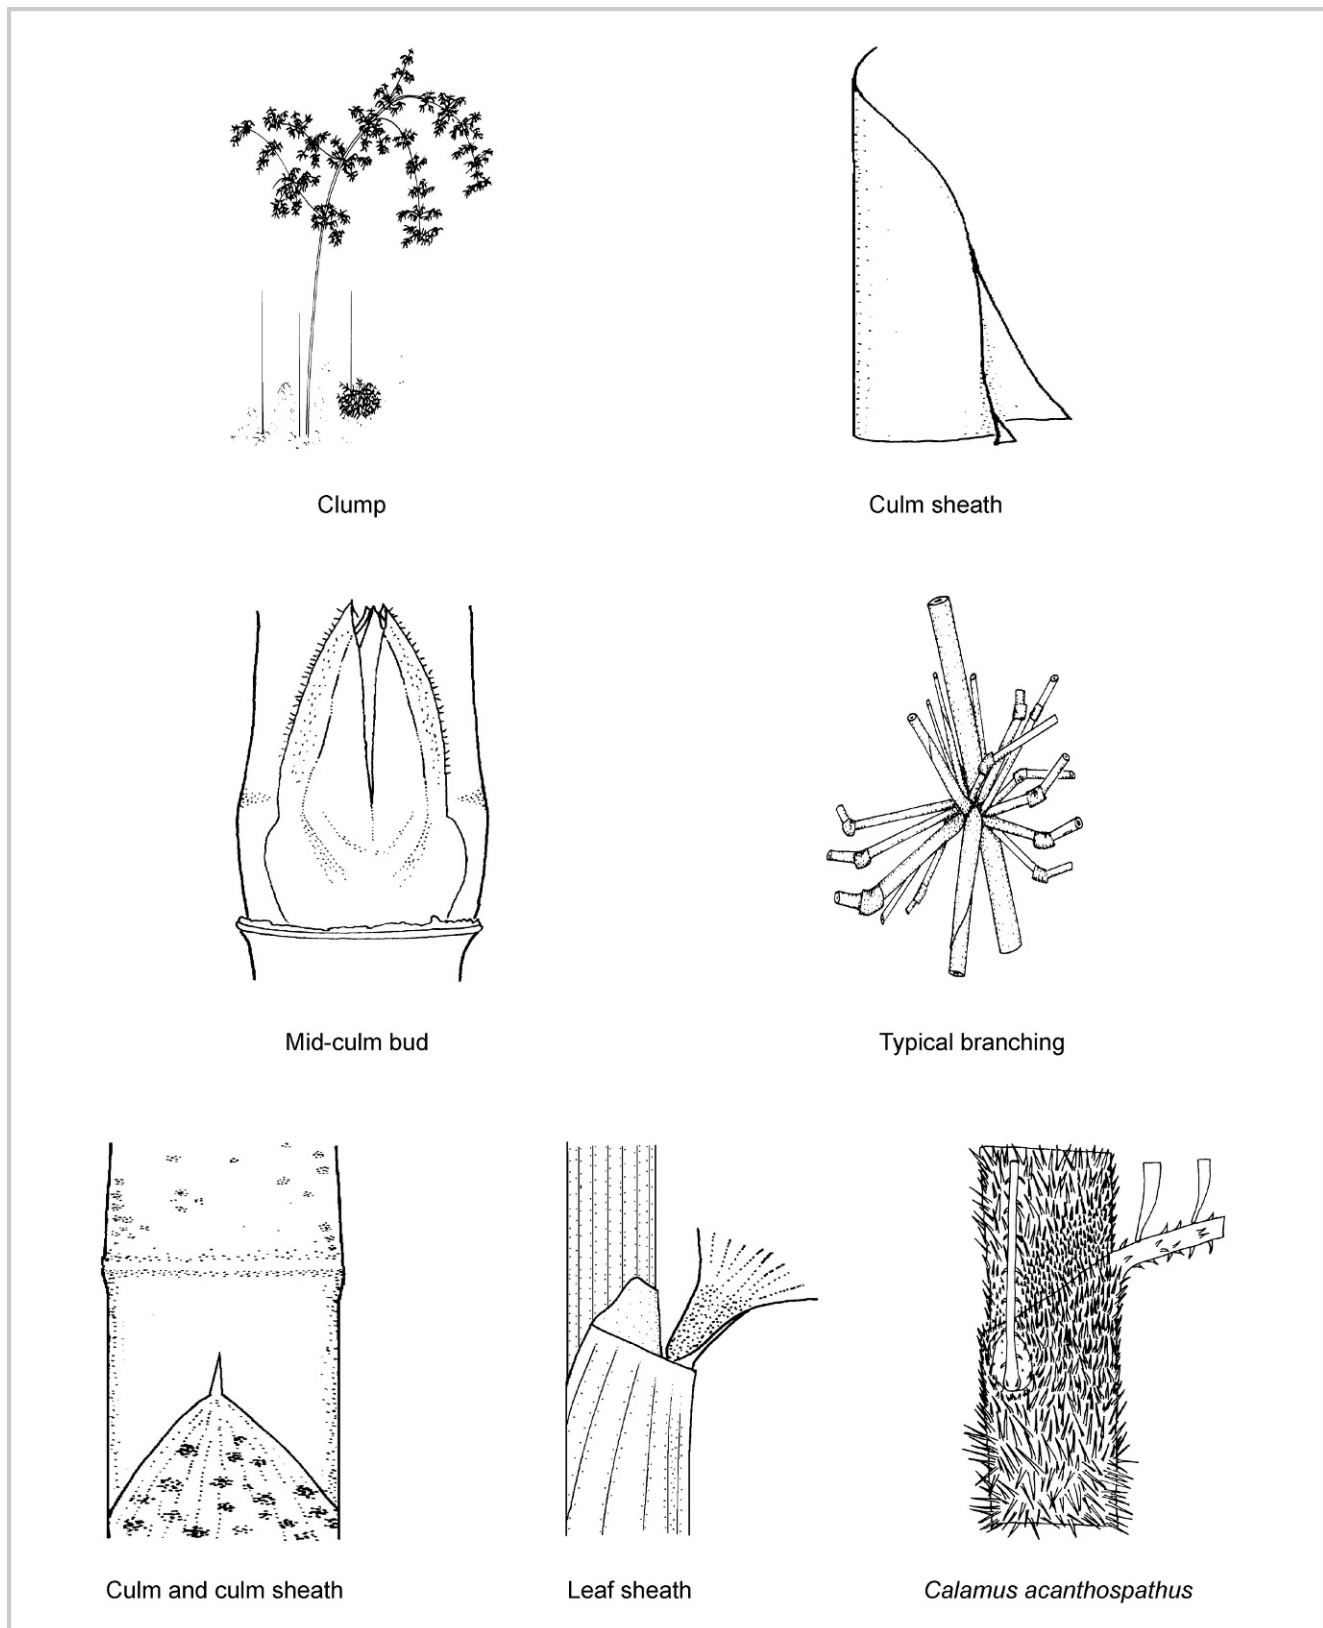 Clump
Culm sheath
Mid-culm bud
Typical branching
Culm and culm sheath
Leaf sheath
Calamus acanthospathus